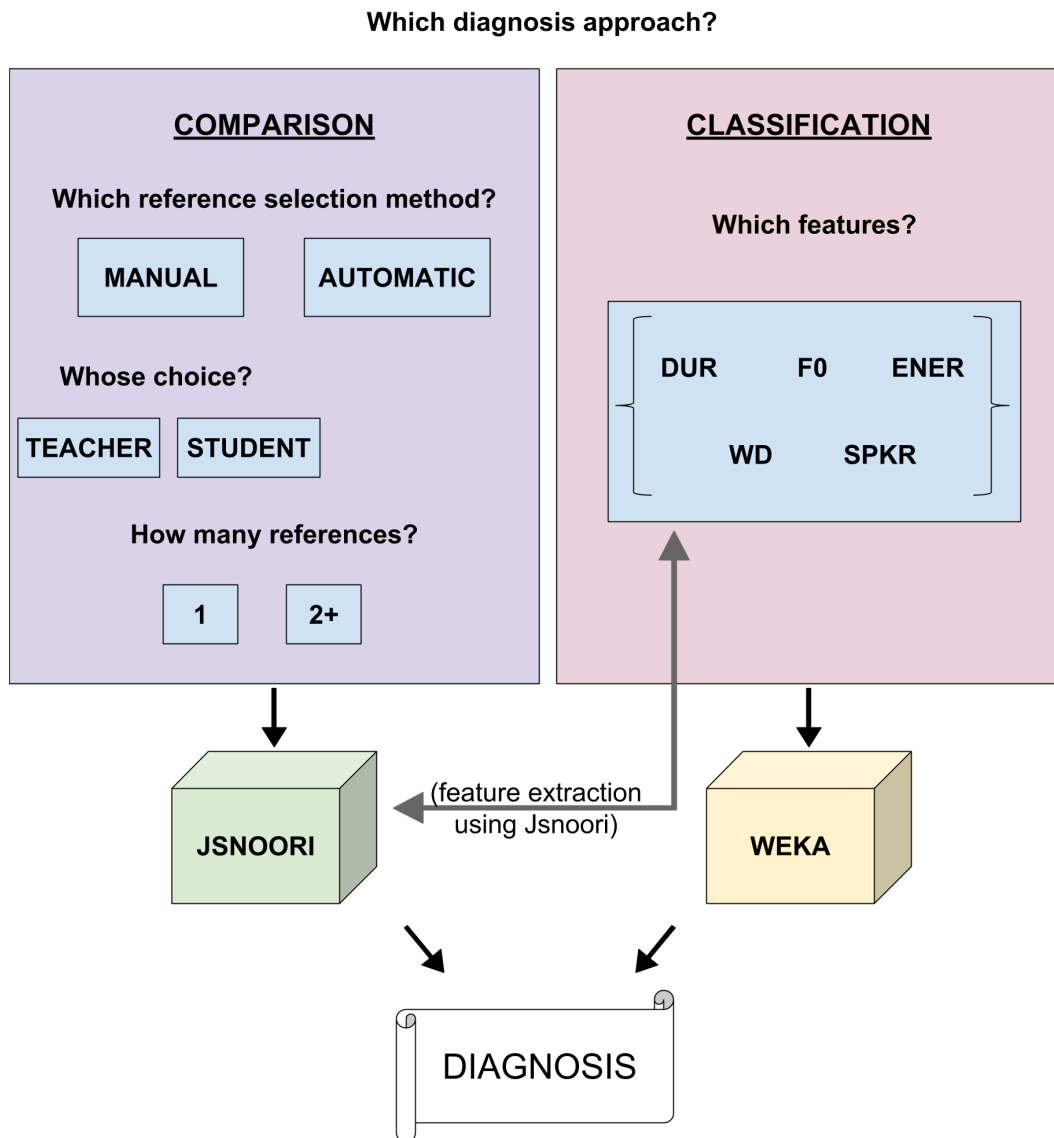 Which diagnosis approach?
COMPARISON
Which reference selection method?
MANUAL
AUTOMATIC
Whose choice?
TEACHER
STUDENT
How many references?
1
2+
CLASSIFICATION
Which features?
DUR
F0
ENER
WD
SPKR
(feature extraction
using Jsnoori)
JSNOORI
WEKA
DIAGNOSIS